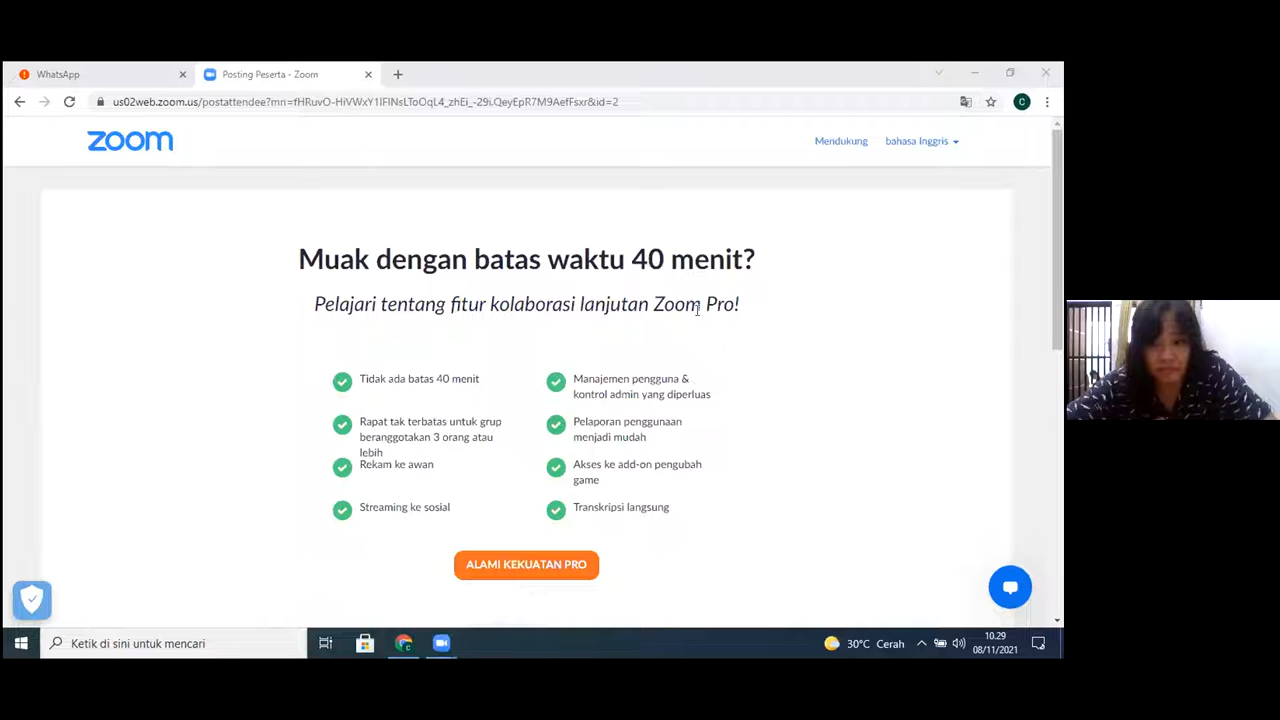 WhatsApp
Posting Peserta - Zoom
us02web.zoom.us/postattendee?mn=fHRuvO-HiVWxY1IFINsLToOqL4_zhEi_-29i.QeyEpR7M9AefFsxr&id=2
C
zoom
Mendukung
bahasa Inggris
Muak dengan batas waktu 40 menit?
Pelajari tentang fitur kolaborasi lanjutan Zoom Pro!
Tidak ada batas 40 menit
Rapat tak terbatas untuk grup
beranggotakan 3 orang atau
lebih
Rekam ke awan
Streaming ke sosial
Manajemen pengguna &
kontrol admin yang diperluas
Pelaporan penggunaan
menjadi mudah
Akses ke add-on pengubah
game
Transkripsi langsung
ALAMI KEKUATAN PRO
Ketik di sini untuk mencari
30°C Cerah
10.29
08/11/2021